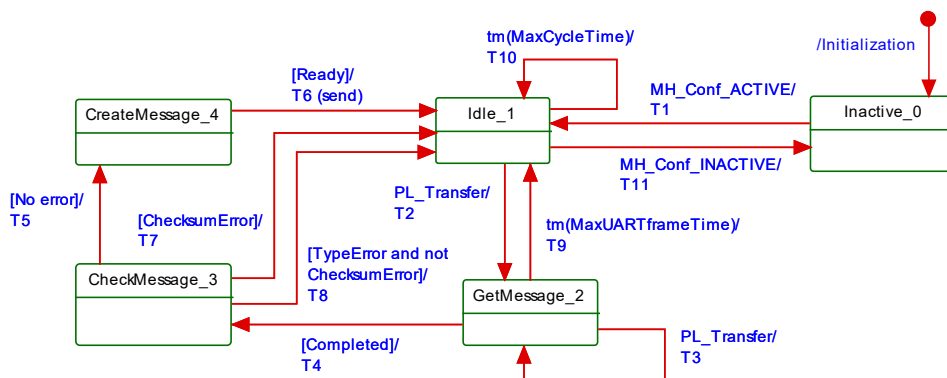 /Initialization
tm(MaxCycleTime)/
T10
[Ready]/
T6 (send)
MH_Conf_ACTIVE/
T1
CreateMessage_4
Idle_1
Inactive_0
MH_Conf_INACTIVE/
T11
[No error]/
T5
[ChecksumError]/
T7
PL_Transfer/
T2
tm(MaxUARTframeTime)/
T9
[TypeError and not
ChecksumError]/
T8
CheckMessage_3
GetMessage_2
[Completed]/
T4
PL_Transfer/
T3